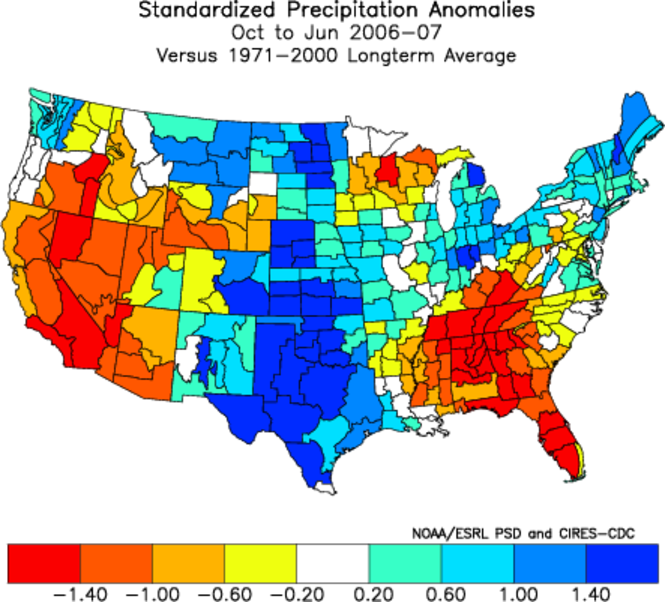 Standardized Precipitation Anomalies
Oct to Jun 2006-07
Versus 1971-2000 Longterm Average
NOAA/ESRL PSD and CIRES-CDC
-1.40 -1.00 -0.60 -0.20 0.20 0.60 1.00 1.40